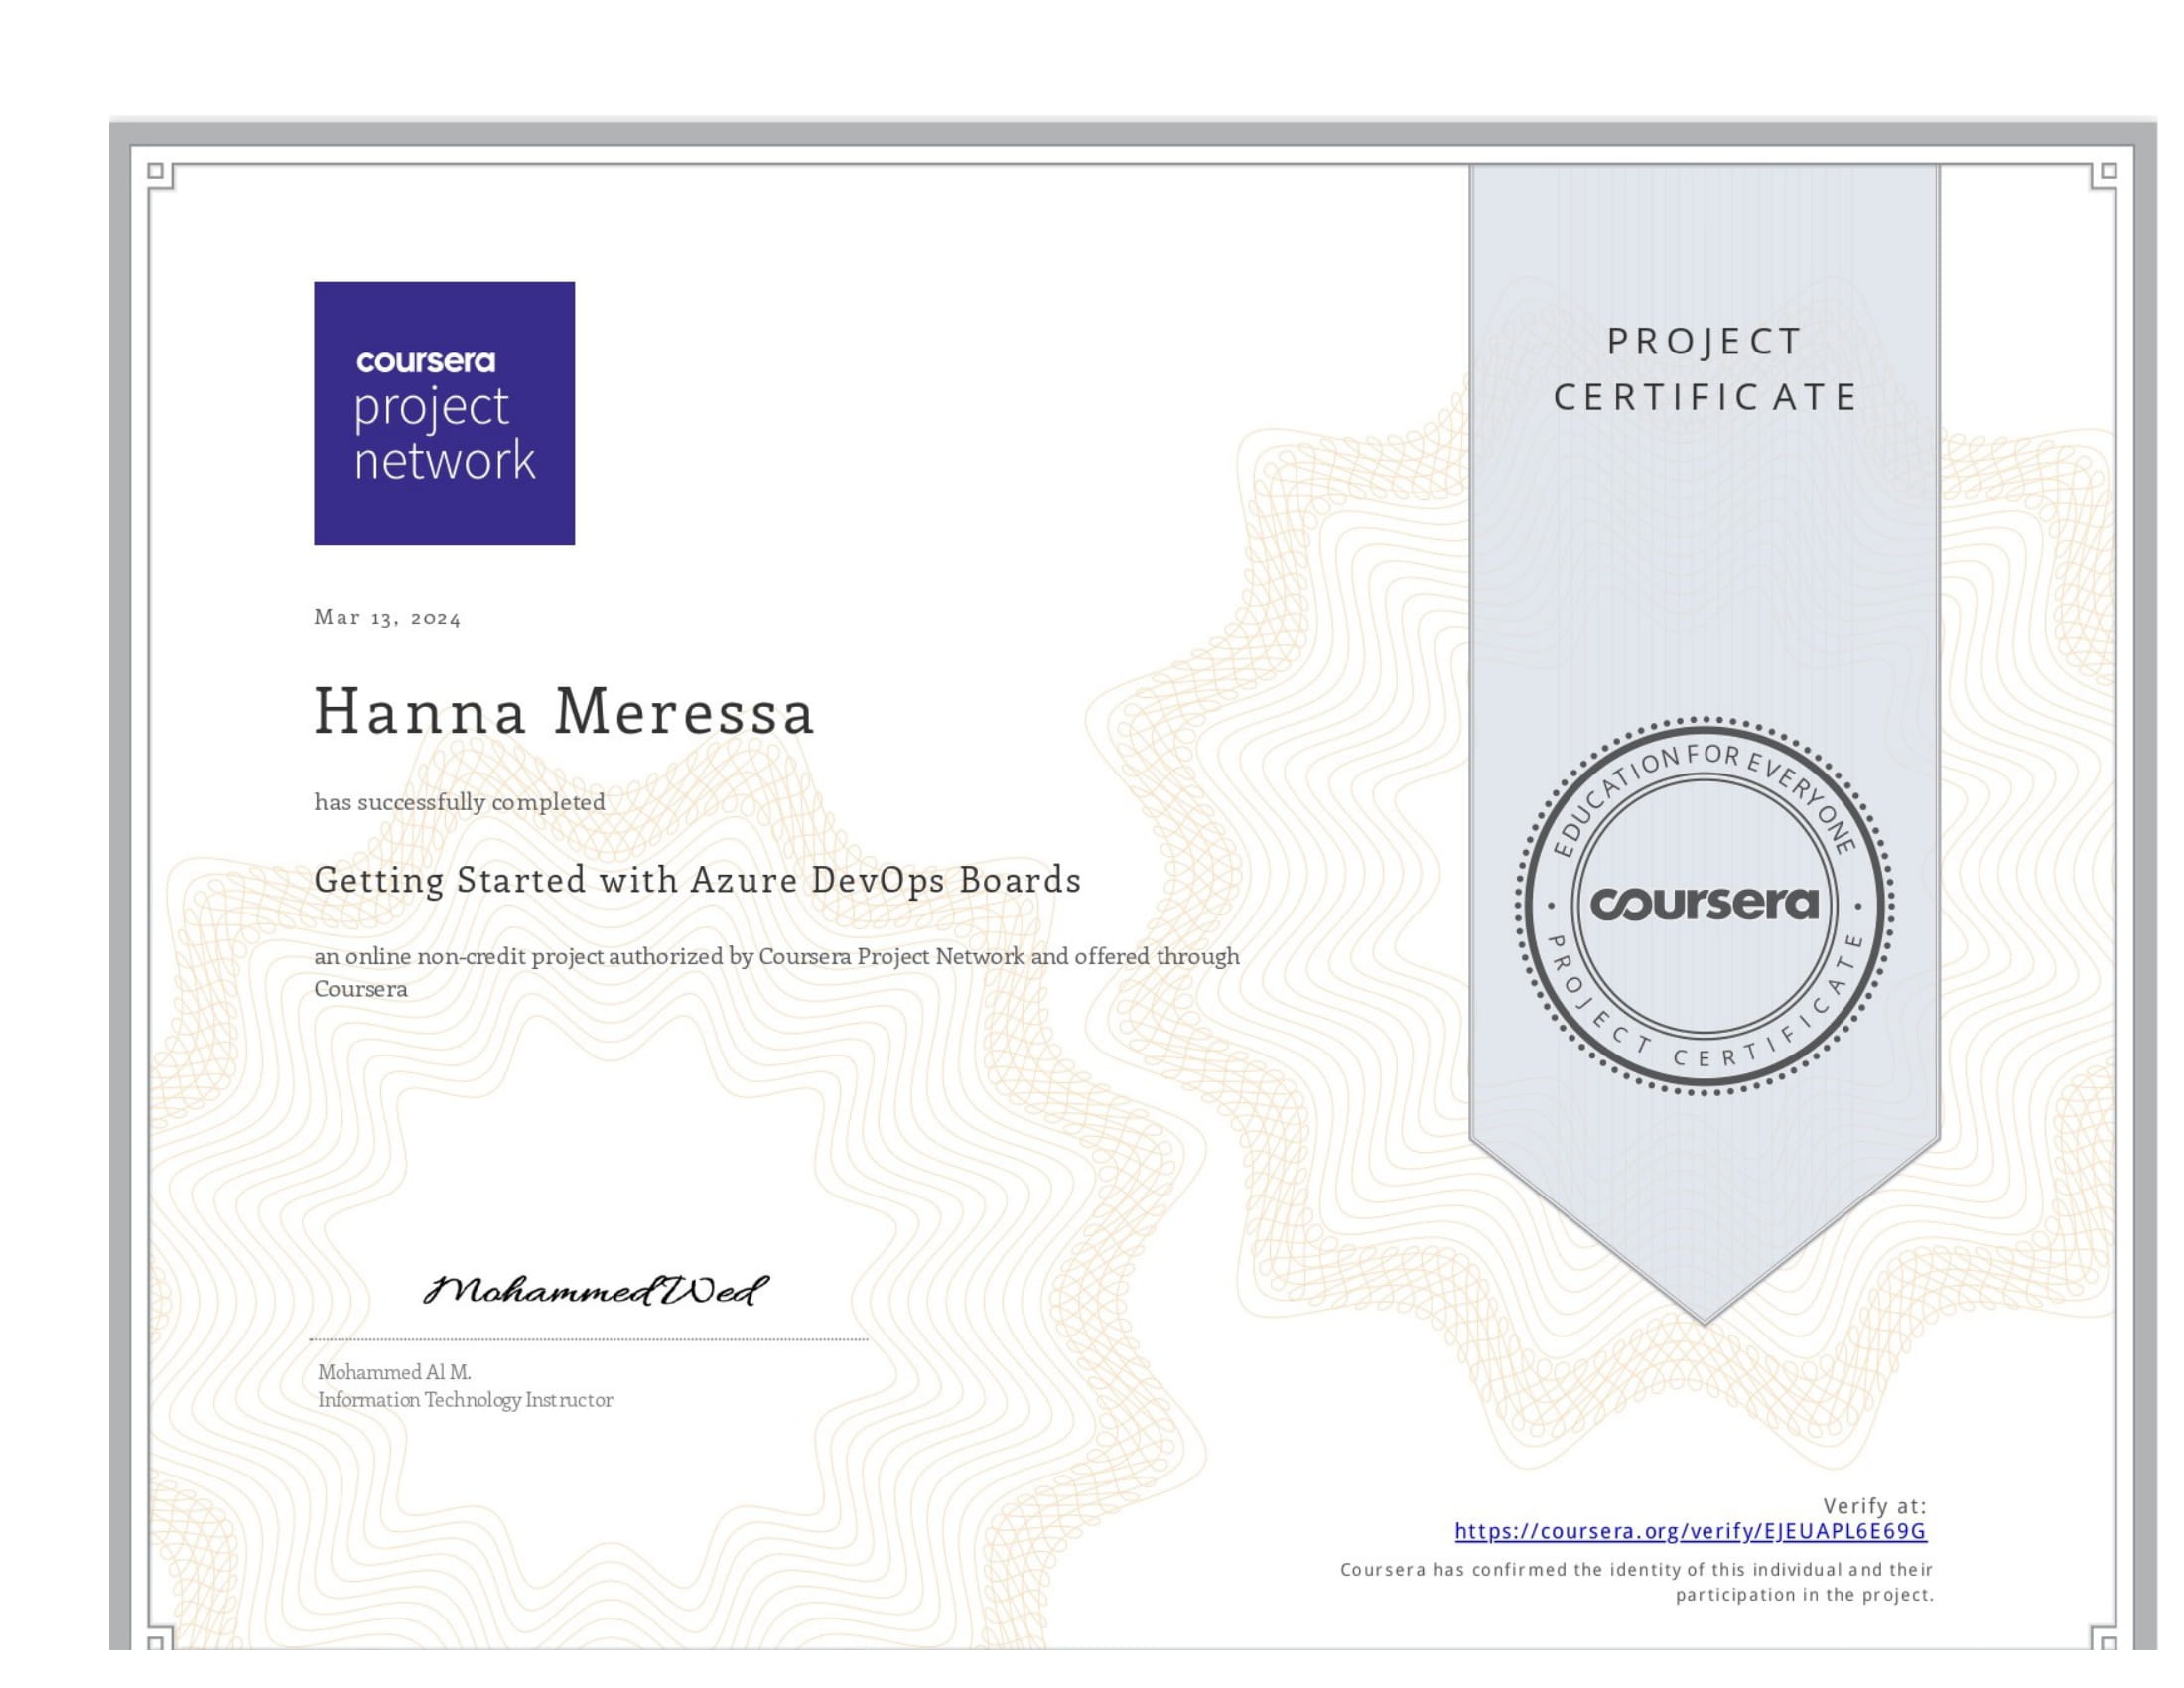 coursera
project
network
PROJECT
CERTIFICATE
Mar 13, 2024
Hanna Meressa
has successfully completed
Getting Started with Azure DevOps Boards
an online non-credit project authorized by Coursera Project Network and offered through
Coursera
EDUCATION FOR EVERYONE
coursera
PROJECT CERTIFICATE
MohammedWed
Mohammed Al M.
Information Technology Instructor
Verify at:
https://coursera.org/verify/EJEUAPL6E69G
Coursera has confirmed the identity of this individual and their
participation in the project.